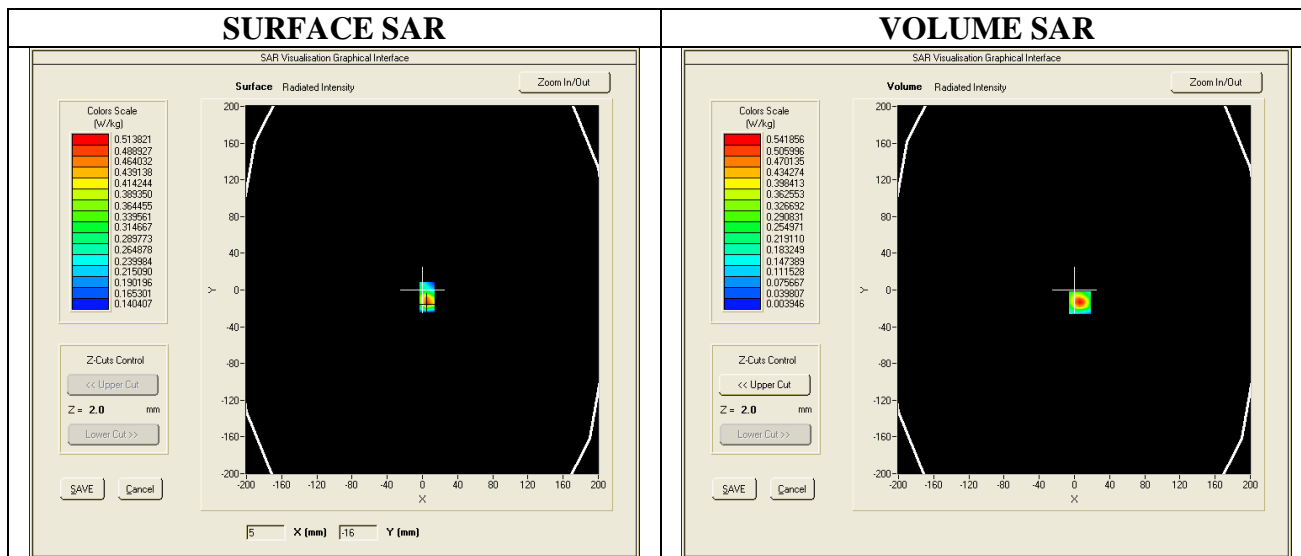 SURFACE SAR
SAR Visualisation Graphical Interface
Surface Radiated Intensity
Zoom In/Out
Colors Scale
(W/kg)
0.513821
0.488927
0.464032
0.439138
0.414244
0.389350
0.364455
0.339561
0.314667
0.289773
0.264878
0.239984
0.215090
0.190196
0.165301
0.140407
Z-Cuts Control
<< Upper Cut
Z = 2.0 mm
Lower Cut >>
SAVE Cancel
200
160
120
80
40
0
-40
-80
-120
-160
-200
Y
-200 -160 -120 -80 -40 0 40 80 120 160 200
X
5 X (mm) -16 Y (mm)
VOLUME SAR
SAR Visualisation Graphical Interface
Volume Radiated Intensity
Zoom In/Out
Colors Scale
(W/kg)
0.541856
0.505996
0.470135
0.434274
0.398413
0.362553
0.326692
0.290831
0.254971
0.219110
0.183249
0.147389
0.111528
0.075667
0.039807
0.003946
Z-Cuts Control
<< Upper Cut
Z = 2.0 mm
Lower Cut >>
SAVE Cancel
200
160
120
80
40
0
-40
-80
-120
-160
-200
Y
-200 -160 -120 -80 -40 0 40 80 120 160 200
X